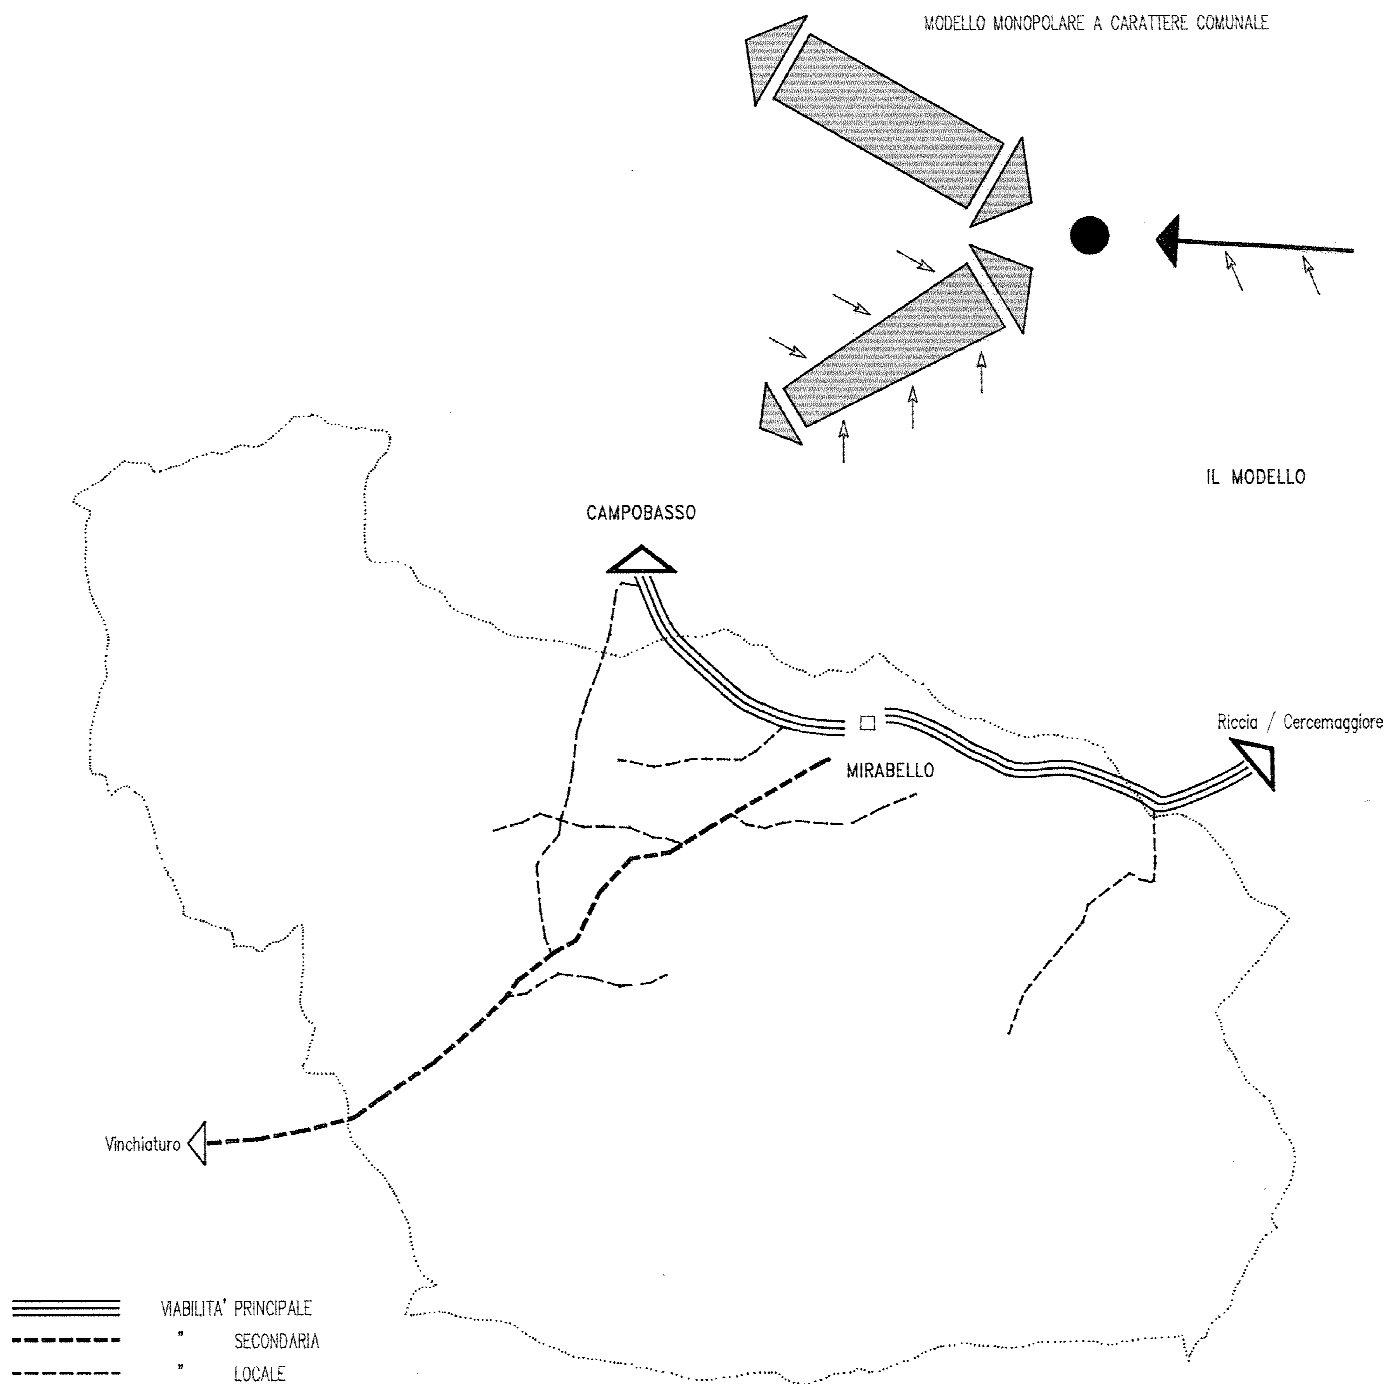 MODELLO MONOPOLARE A CARATTERE COMUNALE
IL MODELLO
CAMPOBASSO
Riccia / Cercemaggiore
MIRABELLO
Vinchiaturo
VIABILITA' PRINCIPALE
" SECONDARIA
" LOCALE